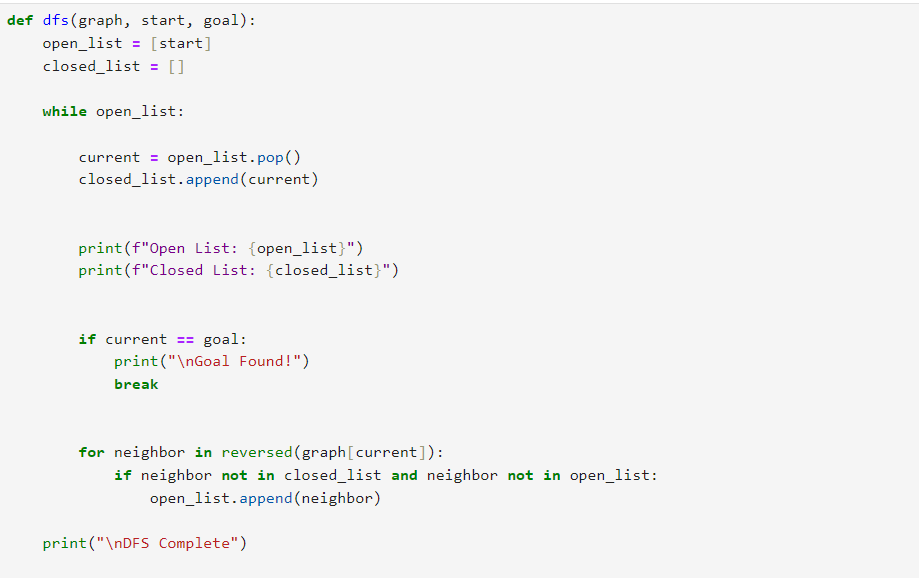 def dfs(graph, start, goal):
    open_list = [start]
    closed_list = []
    while open_list:
        current = open_list.pop()
        closed_list.append(current)
        print(f"Open List: {open_list}")
        print(f"Closed List: {closed_list}")
        if current == goal:
            print("\nGoal Found!")
            break
        for neighbor in reversed(graph[current]):
            if neighbor not in closed_list and neighbor not in open_list:
                open_list.append(neighbor)
    print("\nDFS Complete")